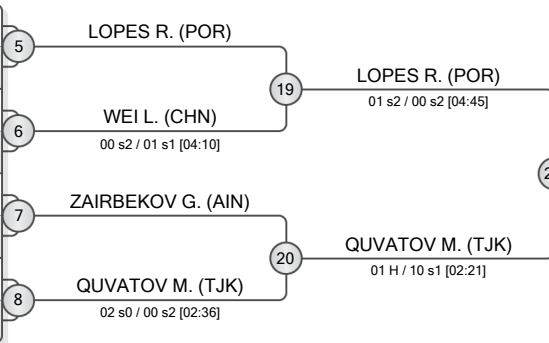 5
LOPES R. (POR)
6
WEI L. (CHN)
00 s2 / 01 s1 [04:10]
19
LOPES R. (POR)
01 s2 / 00 s2 [04:45]
7
ZAIRBEKOV G. (AIN)
8
QUVATOV M. (TJK)
02 s0 / 00 s2 [02:36]
20
QUVATOV M. (TJK)
01 H / 10 s1 [02:21]